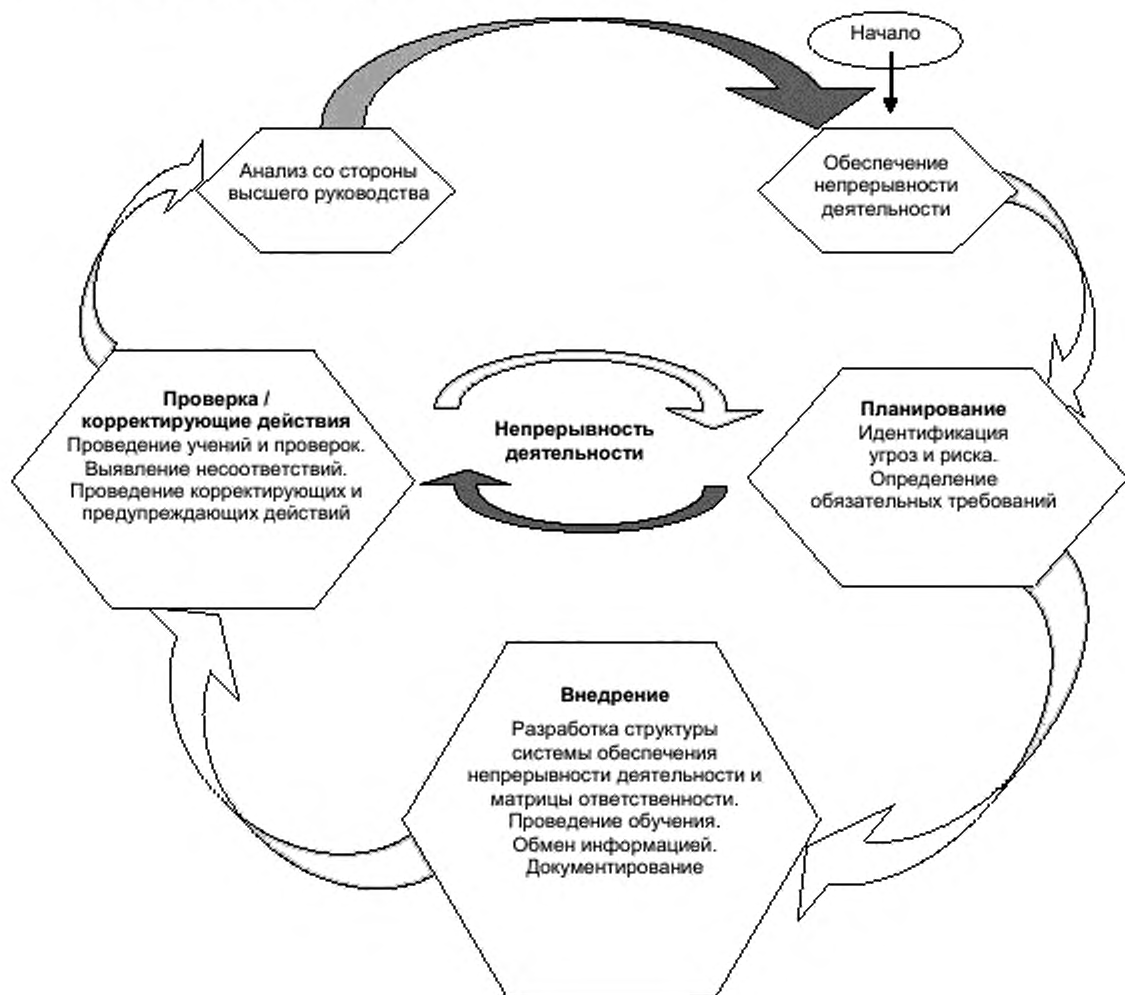 Начало
Анализ со стороны
высшего руководства
Обеспечение
непрерывности
деятельности
Проверка /
корректирующие действия
Проведение учений и проверок.
Выявление несоответствий.
Проведение корректирующих и
предупреждающих действий
Непрерывность
деятельности
Планирование
Идентификация
угроз и риска.
Определение
обязательных требований
Внедрение
Разработка структуры
системы обеспечения
непрерывности деятельности и
матрицы ответственности.
Проведение обучения.
Обмен информацией.
Документирование